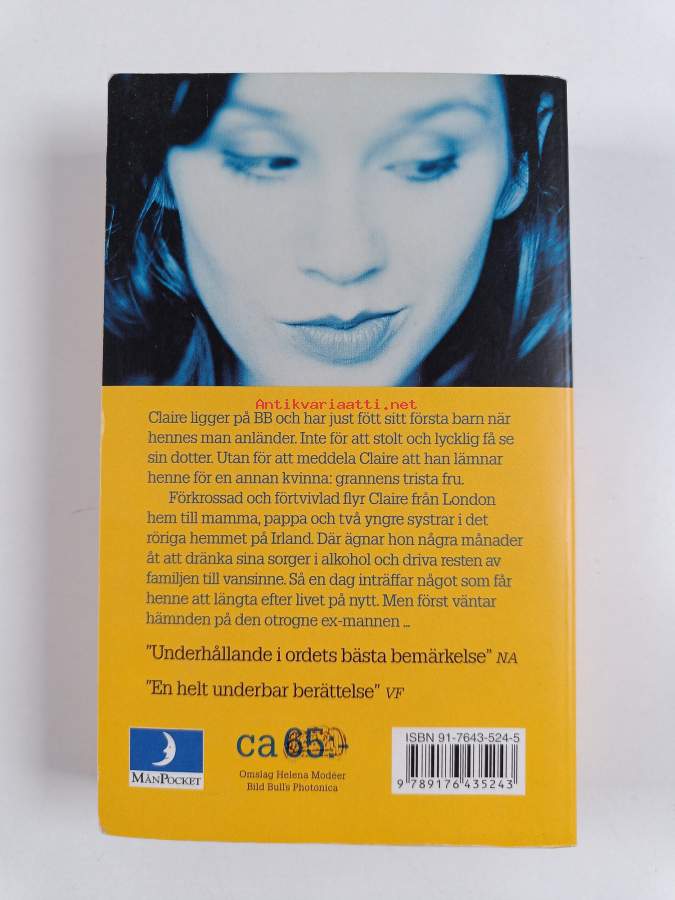 Antikvariaatti.net
Claire ligger på BB och har just fött sitt första barn när
hennes man anländer. Inte för att stolt och lycklig få se
sin dotter. Utan för att meddela Claire att han lämnar
henne för en annan kvinna: grannens trista fru.
Förkrossad och förtvivlad flyr Claire från London
hem till mamma, pappa och två yngre systrar i det
röriga hemmet på Irland. Där ägnar hon några månader
åt att dränka sina sorger i alkohol och driva resten av
familjen till vansinne. Så en dag inträffar något som får
henne att längta efter livet på nytt. Men först väntar
hämnden på den otrogne ex-mannen ...
"Underhållande i ordets bästa bemärkelse" NA
"En helt underbar berättelse" VF
MÅNPOCKET
ca 65:-
Omslag Helena Modéer
Bild Bulls Photonica
ISBN 91-7643-524-5
9 789176 435243